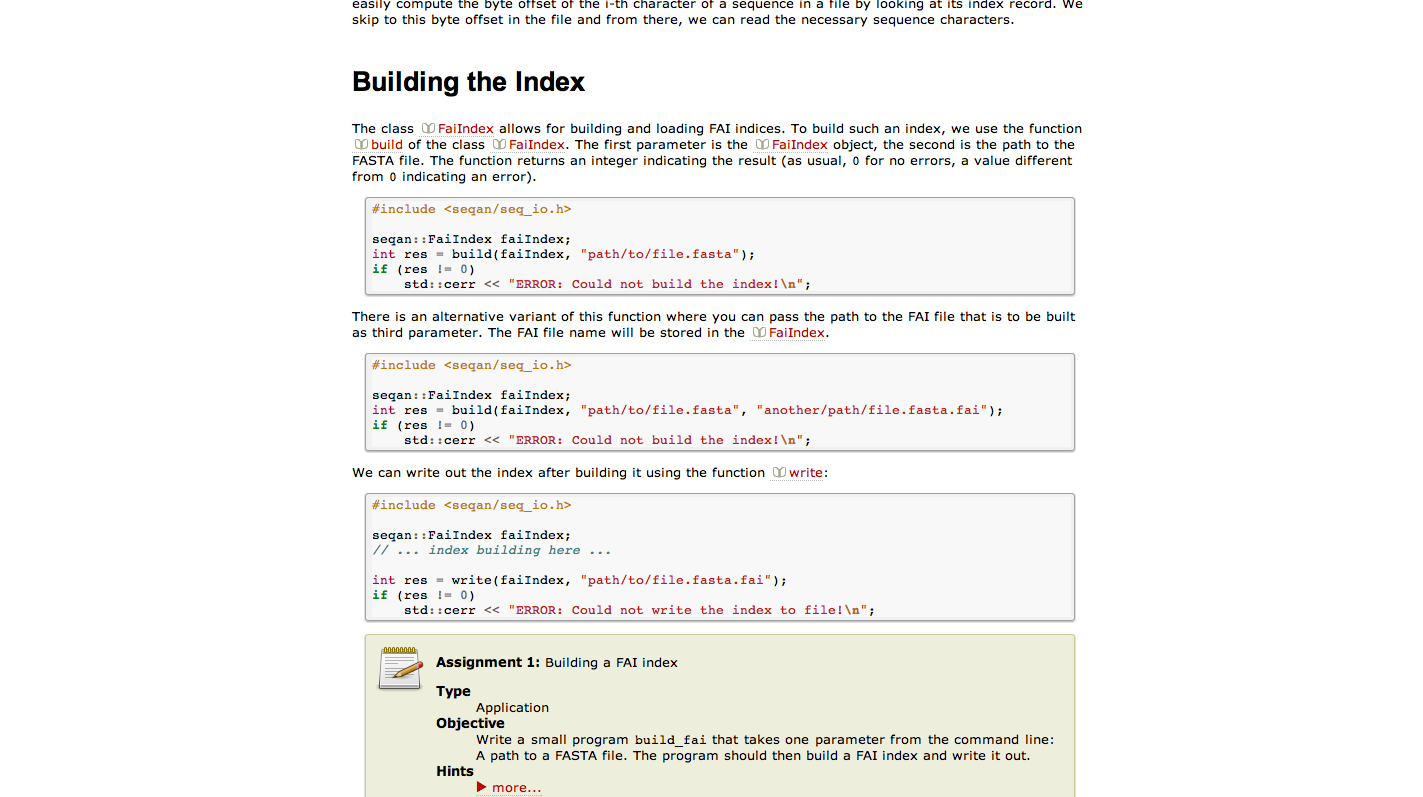 easily compute the byte offset of the i-th character of a sequence in a file by looking at its index record. We
skip to this byte offset in the file and from there, we can read the necessary sequence characters.
Building the Index
The class FaiIndex allows for building and loading FAI indices. To build such an index, we use the function
build of the class FaiIndex. The first parameter is the FaiIndex object, the second is the path to the
FASTA file. The function returns an integer indicating the result (as usual, 0 for no errors, a value different
from 0 indicating an error).
#include <seqan/seq_io.h>
seqan::FaiIndex faiIndex;
int res = build(faiIndex, "path/to/file.fasta");
if (res != 0)
    std::cerr << "ERROR: Could not build the index!\n";
There is an alternative variant of this function where you can pass the path to the FAI file that is to be built
as third parameter. The FAI file name will be stored in the FaiIndex.
#include <seqan/seq_io.h>
seqan::FaiIndex faiIndex;
int res = build(faiIndex, "path/to/file.fasta", "another/path/file.fasta.fai");
if (res != 0)
    std::cerr << "ERROR: Could not build the index!\n";
We can write out the index after building it using the function write:
#include <seqan/seq_io.h>
seqan::FaiIndex faiIndex;
// ... index building here ...
int res = write(faiIndex, "path/to/file.fasta.fai");
if (res != 0)
    std::cerr << "ERROR: Could not write the index to file!\n";
Assignment 1: Building a FAI index
Type
Application
Objective
Write a small program build_fai that takes one parameter from the command line:
A path to a FASTA file. The program should then build a FAI index and write it out.
Hints
more...